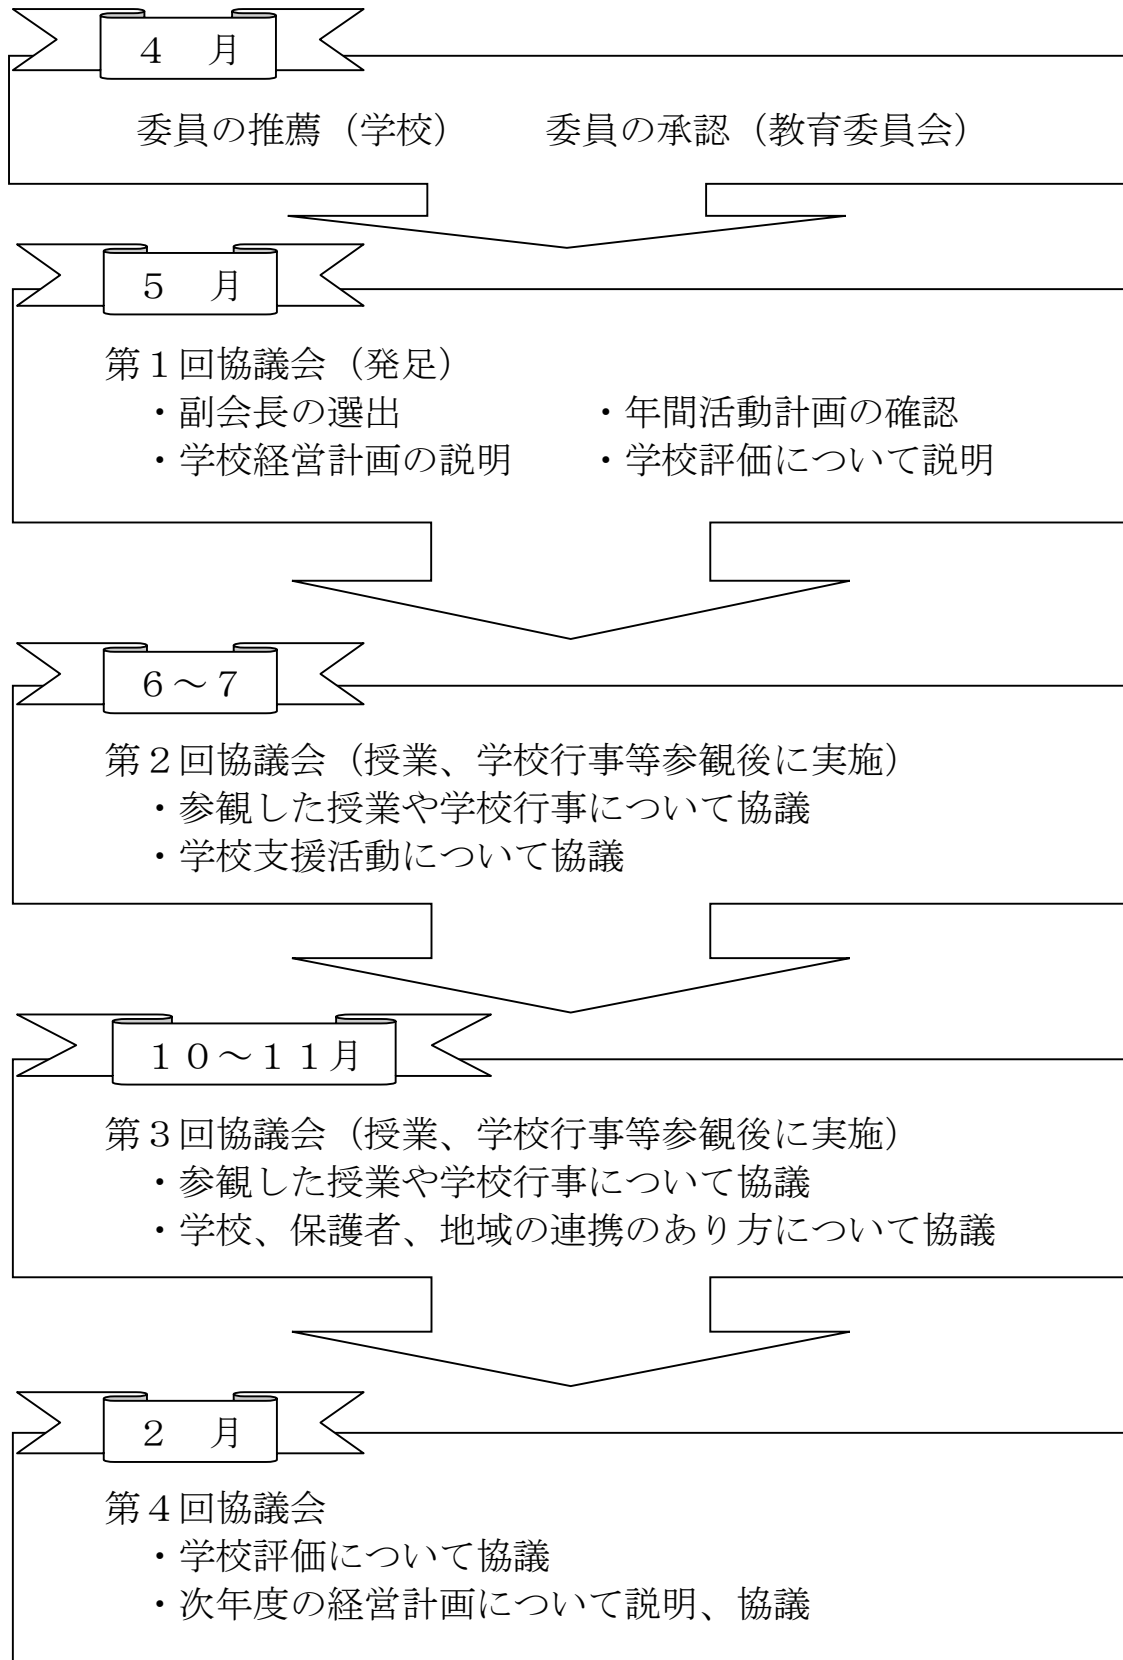 ４　月
委員の推薦（学校）　　委員の承認（教育委員会）
５　月
第１回協議会（発足）
・副会長の選出　　　　・年間活動計画の確認
・学校経営計画の説明　　・学校評価について説明
６～７
第２回協議会（授業、学校行事等参観後に実施）
・参観した授業や学校行事について協議
・学校支援活動について協議
１０～１１月
第３回協議会（授業、学校行事等参観後に実施）
・参観した授業や学校行事について協議
・学校、保護者、地域の連携のあり方について協議
２　月
第４回協議会
・学校評価について協議
・次年度の経営計画について説明、協議